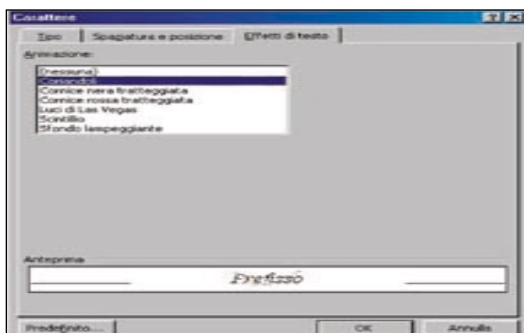 Carattere
Tipo Spaziatura e posizione Effetti di testo
Animazione:
(nessuna)
Coriandoli
Cornice nera tratteggiata
Cornice rossa tratteggiata
Luci di Las Vegas
Scintillio
Sfondo lampeggiante
Anteprima
Prefisso
Predefinito... OK Annulla